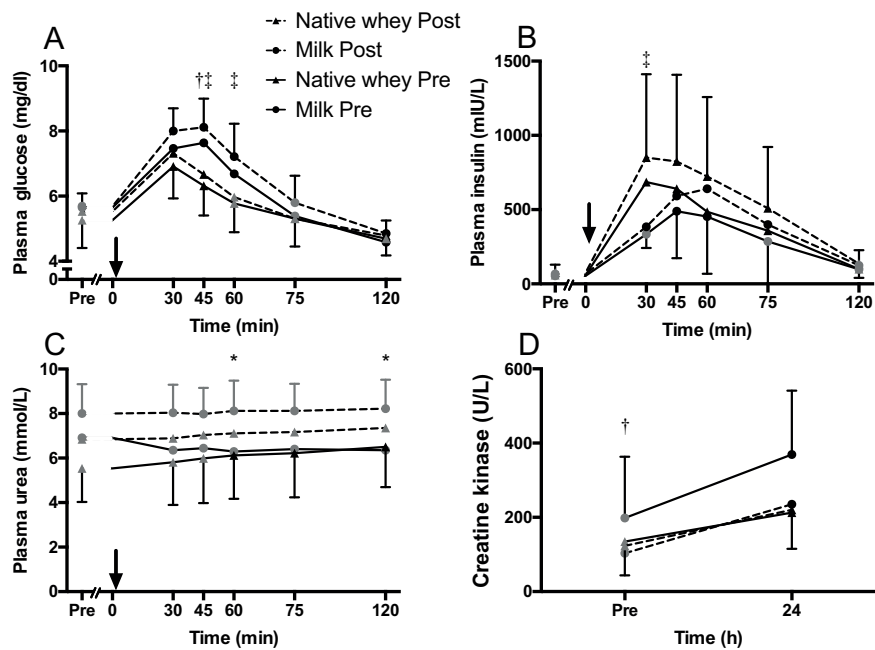 A
Native whey Post
Milk Post
Native whey Pre
Milk Pre
Plasma glucose (mg/dl)
10
8
6
4
0
†‡
‡
Pre
0
30
45
60
75
120
Time (min)
B
Plasma insulin (mIU/L)
1500
1000
500
0
‡
Pre
0
30
45
60
75
120
Time (min)
C
Plasma urea (mmol/L)
10
8
6
4
2
0
*
*
Pre
0
30
45
60
75
120
Time (min)
D
Creatine kinase (U/L)
600
400
200
0
†
Pre
24
Time (h)